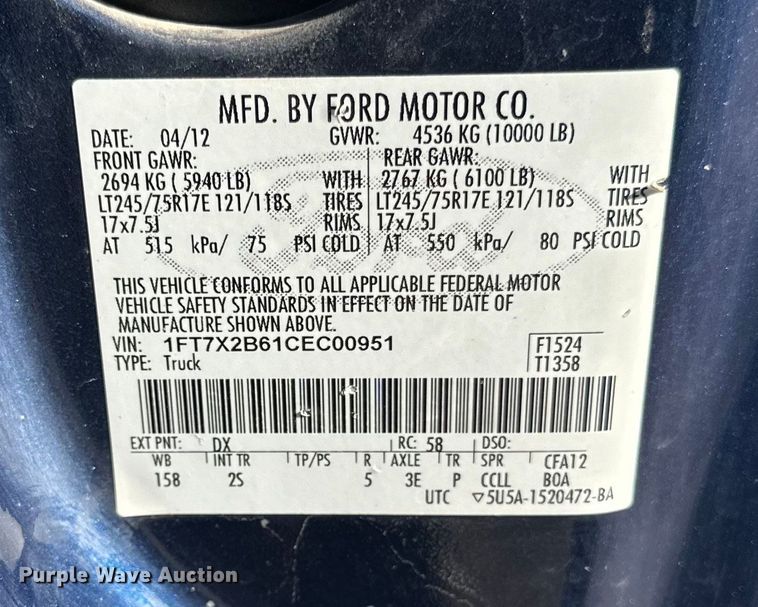 MFD. BY FORD MOTOR CO.
DATE: 04/12 GVWR: 4536 KG (10000 LB)
FRONT GAWR: REAR GAWR:
2694 KG ( 5940 LB) WITH 2767 KG ( 6100 LB) WITH
LT245/75R17E 121/118S TIRES LT245/75R17E 121/118S TIRES
17x7.5J RIMS 17x7.5J RIMS
AT 515 kPa/ 75 PSI COLD AT 550 kPa/ 80 PSI COLD
THIS VEHICLE CONFORMS TO ALL APPLICABLE FEDERAL MOTOR
VEHICLE SAFETY STANDARDS IN EFFECT ON THE DATE OF
MANUFACTURE SHOWN ABOVE.
VIN: 1FT7X2B61CEC00951 F1524
TYPE: Truck T1358
EXT PNT: DX RC: 58 DSO:
WB INT TR TP/PS R AXLE TR SPR CFA12
158 2S 5 3E P CCLL BOA
UTC ▽5U5A-1520472-BA
Purple Wave Auction